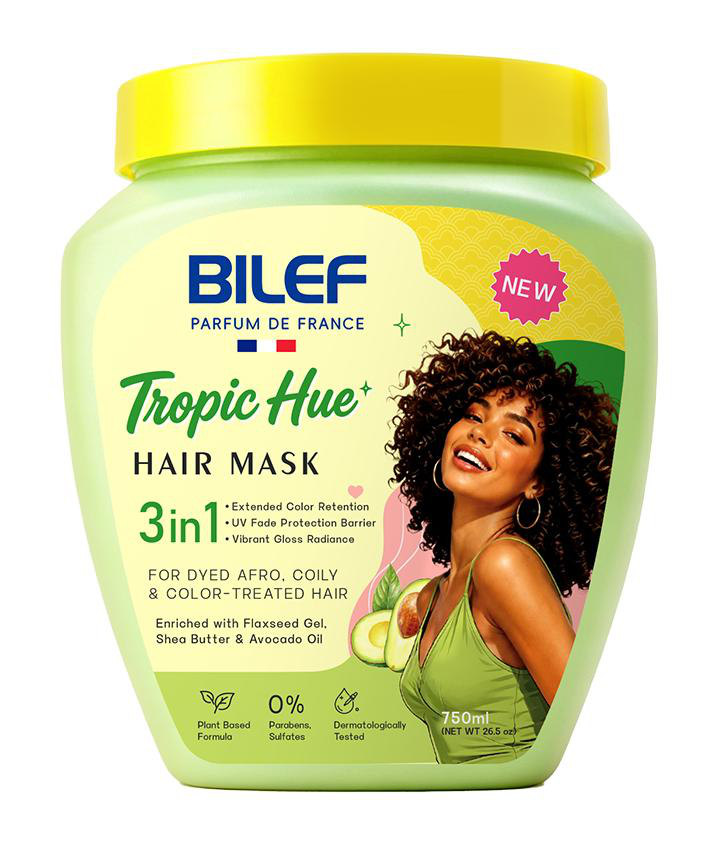 BILEF
PARFUM DE FRANCE
NEW
Tropic Hue
HAIR MASK
3in1
• Extended Color Retention
• UV Fade Protection Barrier
• Vibrant Gloss Radiance
FOR DYED AFRO, COILY
& COLOR-TREATED HAIR
Enriched with Flaxseed Gel,
Shea Butter & Avocado Oil
Plant Based
Formula
0%
Parabens,
Sulfates
Dermatologically
Tested
750ml
(NET WT 26.5 oz)